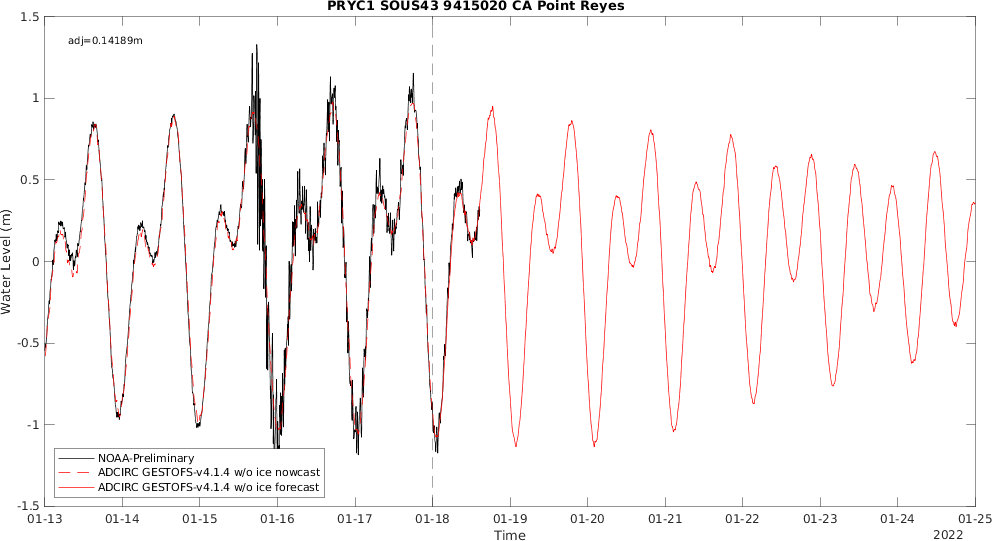 PRYC1 SOUS43 9415020 CA Point Reyes
adj=0.14189m
1.5
1
0.5
0
-0.5
-1
-1.5
Water Level (m)
NOAA-Preliminary
ADCIRC GESTOFS-v4.1.4 w/o ice nowcast
ADCIRC GESTOFS-v4.1.4 w/o ice forecast
01-13 01-14 01-15 01-16 01-17 01-18 01-19 01-20 01-21 01-22 01-23 01-24 01-25
Time
2022